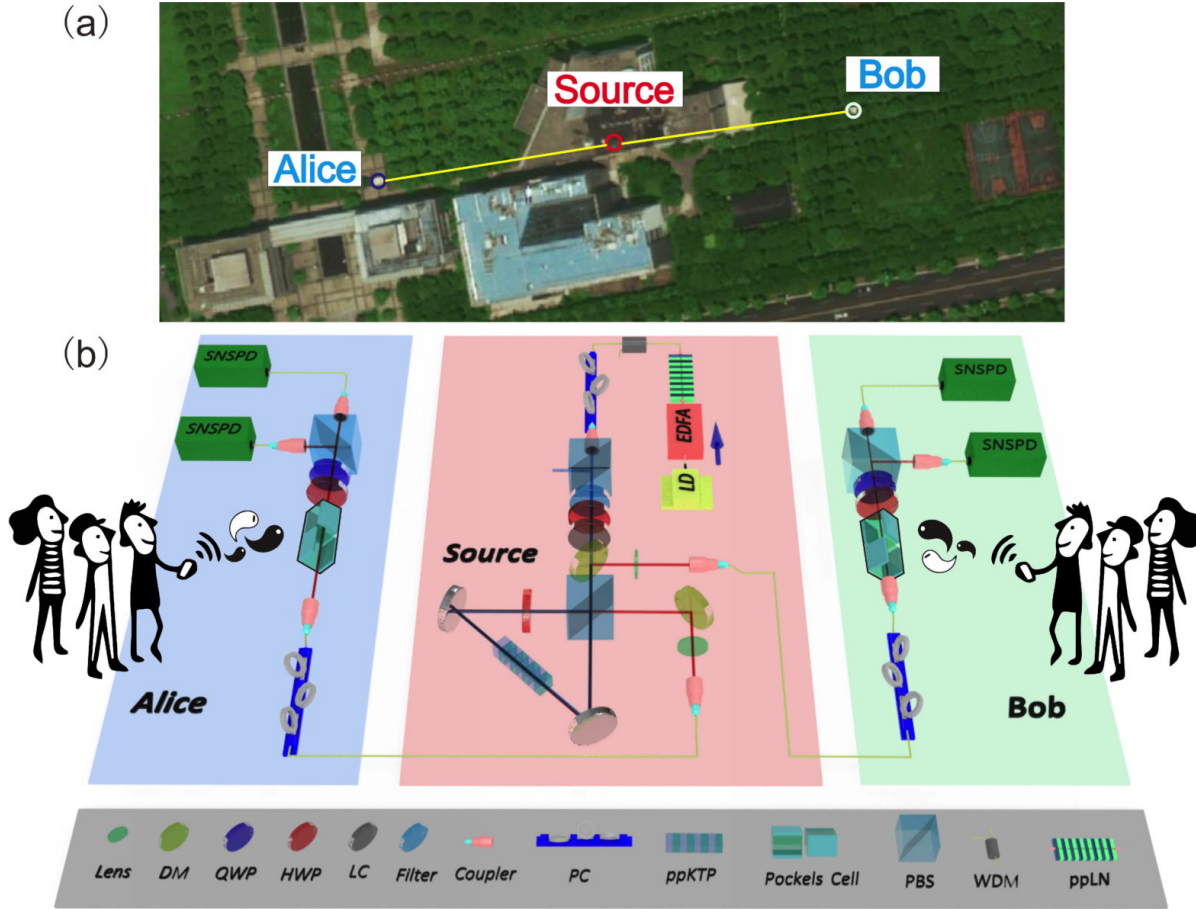 (a)
Source
Bob
Alice
(b)
SNSPD
SNSPD
EDFA
LD
SNSPD
SNSPD
Source
Alice
Bob
Lens DM QWP HWP LC Filter Coupler PC ppKTP Pockels Cell PBS WDM ppLN